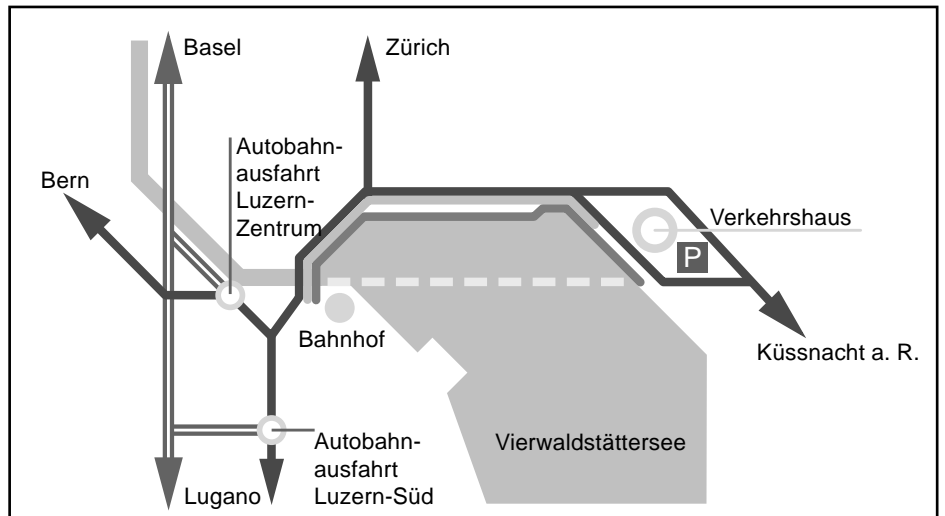 Basel
Zürich
Autobahn-
ausfahrt
Luzern-
Zentrum
Bern
Verkehrshaus
P
Bahnhof
Küssnacht a. R.
Autobahn-
ausfahrt
Luzern-Süd
Vierwaldstättersee
Lugano